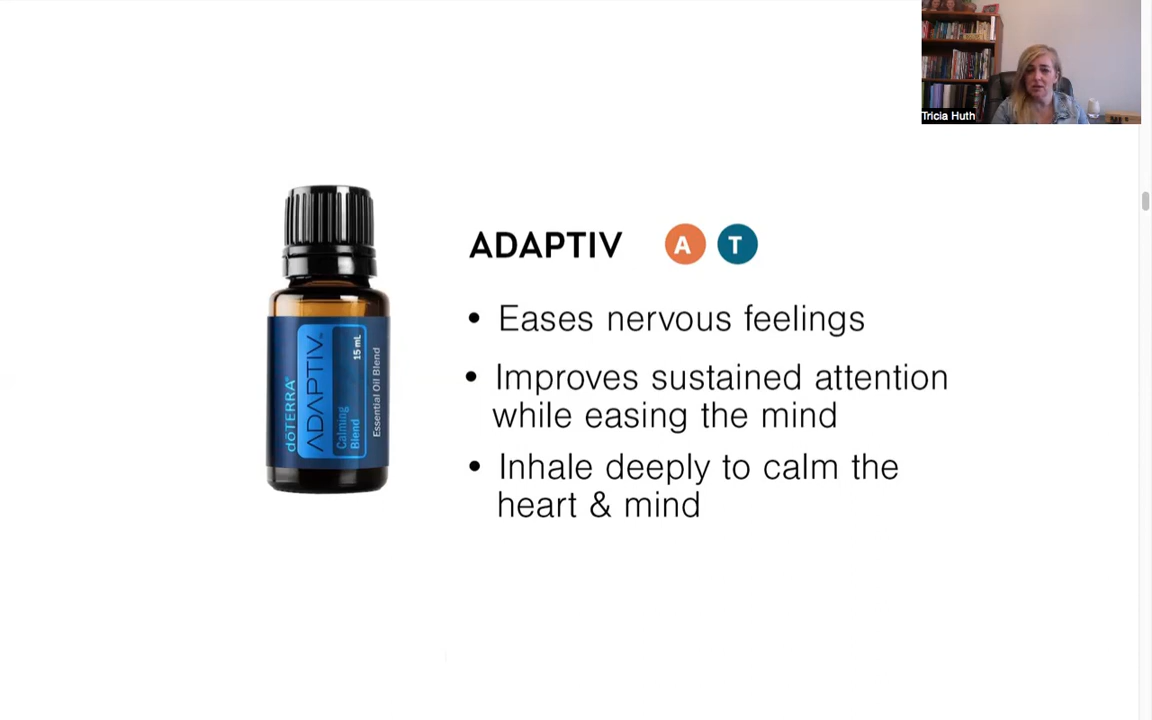 Tricia Huth
ADAPTIV A T
• Eases nervous feelings
• Improves sustained attention
while easing the mind
• Inhale deeply to calm the
heart & mind
dōTERRA®
ADAPTIV™
Calming
Blend
15 mL
Essential Oil Blend